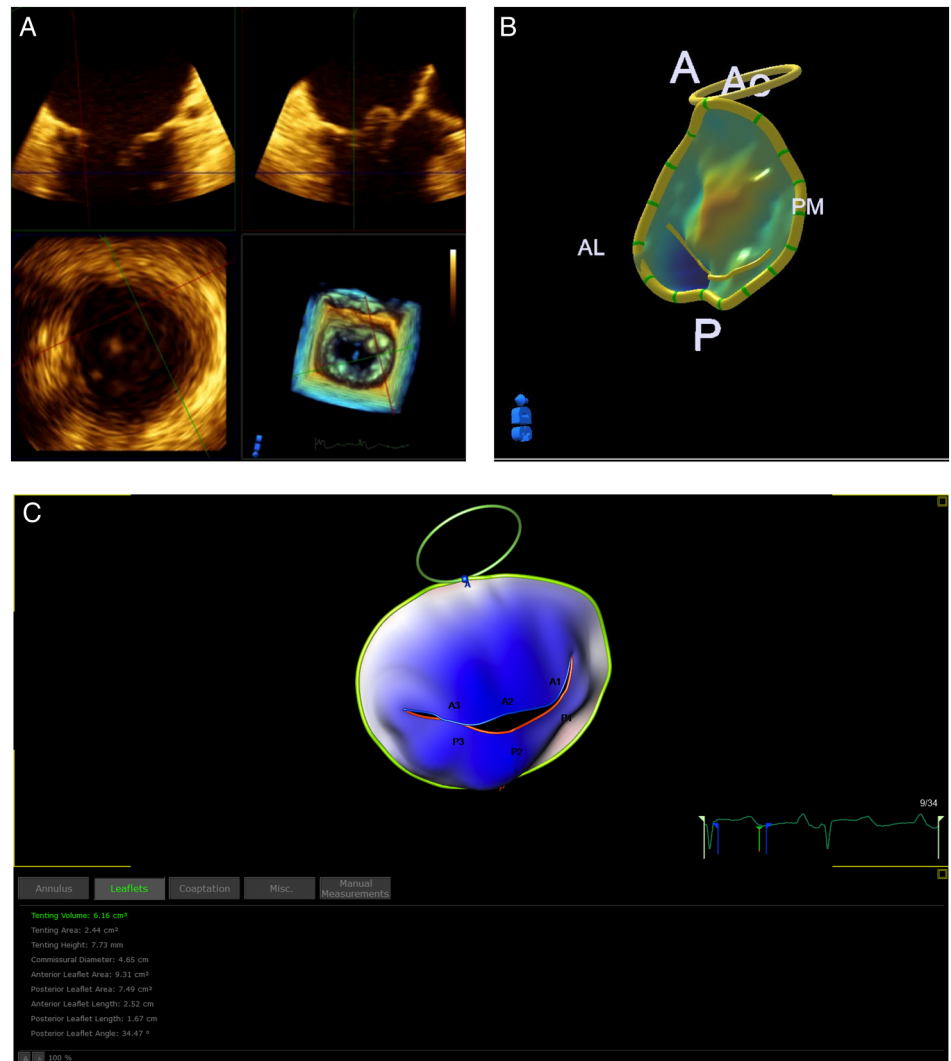 A
B
A
Ao
AL
PM
P
C
A
A1
A3
A2
P1
P3
P2
P
9/34
Annulus
Leaflets
Coaptation
Misc.
Manual
Measurements
Tenting Volume: 6.16 cm³
Tenting Area: 2.44 cm²
Tenting Height: 7.73 mm
Commissural Diameter: 4.65 cm
Anterior Leaflet Area: 9.31 cm²
Posterior Leaflet Area: 7.49 cm²
Anterior Leaflet Length: 2.52 cm
Posterior Leaflet Length: 1.67 cm
Posterior Leaflet Angle: 34.47 °
100 %